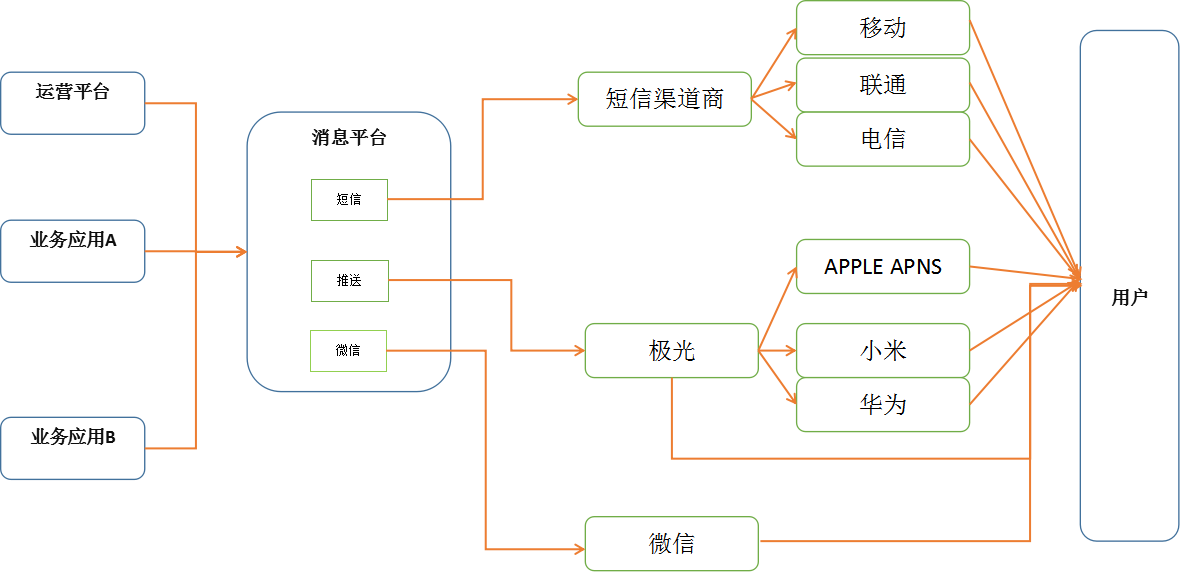 运营平台
业务应用A
业务应用B
消息平台
短信
推送
微信
短信渠道商
极光
微信
移动
联通
电信
APPLE APNS
小米
华为
用户